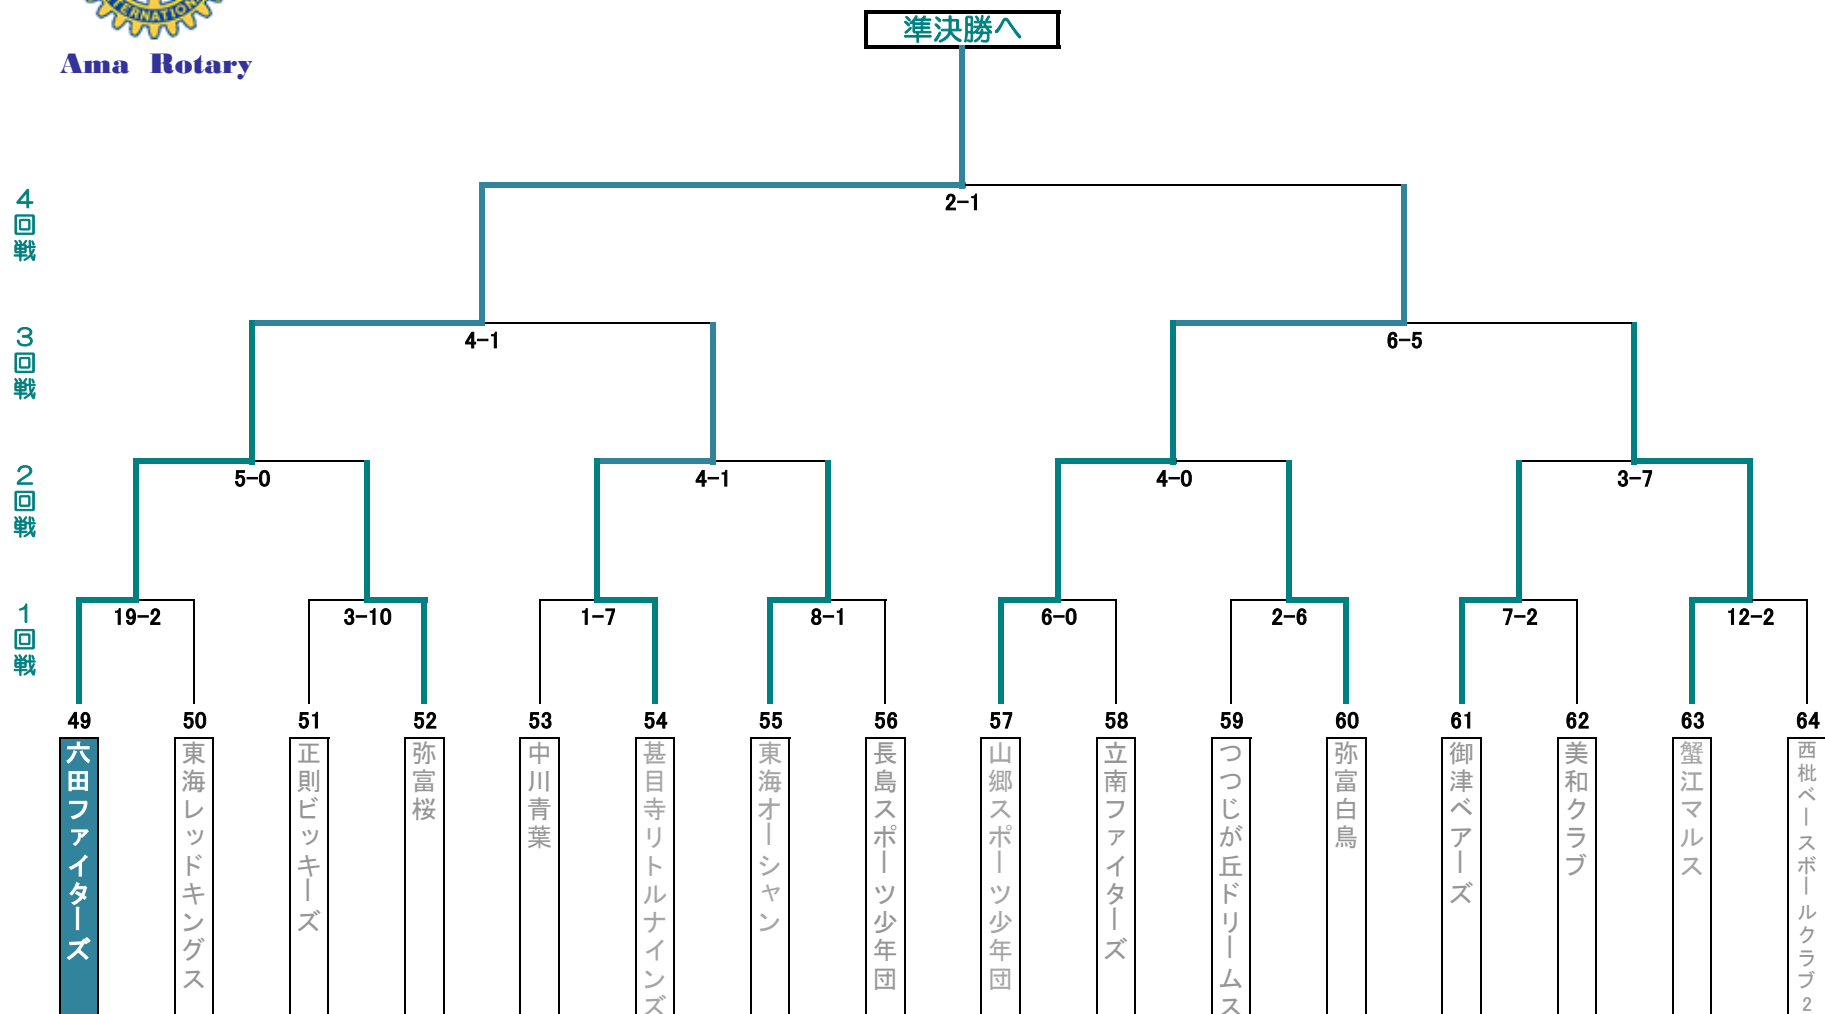 TERNATIONA
Ama Rotary
準決勝へ
4回戦
2-1
3回戦
4-1
6-5
2回戦
5-0
4-1
4-0
3-7
1回戦
19-2
3-10
1-7
8-1
6-0
2-6
7-2
12-2
49
50
51
52
53
54
55
56
57
58
59
60
61
62
63
64
六田ファイターズ
東海レッドキングス
正則ビッキーズ
弥富桜
中川青葉
甚目寺リトルナインズ
東海オーシャン
長島スポーツ少年団
山郷スポーツ少年団
立南ファイターズ
つつじが丘ドリームス
弥富白鳥
御津ベアーズ
美和クラブ
蟹江マルス
西枇ベースボールクラブ2